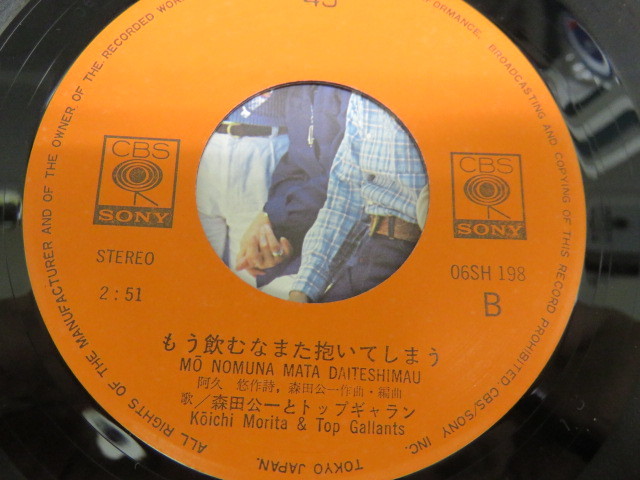 45
CBS
SONY
CBS
SONY
STEREO
2:51
06SH 198
B
もう飲むなまた抱いてしまう
MŌ NOMUNA MATA DAITESHIMAU
阿久 悠作詩，森田公一作曲・編曲
歌／森田公一とトップギャラン
Kōichi Morita & Top Gallants
ALL RIGHTS OF THE MANUFACTURER AND OF THE OWNER OF THE RECORDED WORK
PERFORMANCE, BROADCASTING AND COPYING OF THIS RECORD PROHIBITED. CBS/SONY INC.
TOKYO JAPAN.